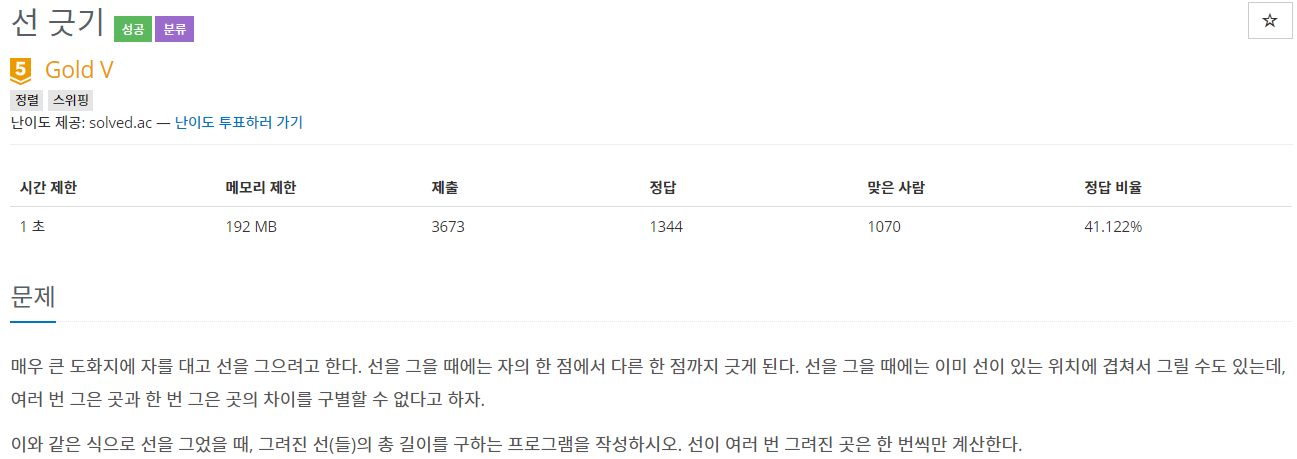 선 긋기 성공 분류
☆
5 Gold V
정렬 스위핑
난이도 제공: solved.ac — 난이도 투표하러 가기
시간 제한 메모리 제한 제출 정답 맞은 사람 정답 비율
1 초 192 MB 3673 1344 1070 41.122%
문제
매우 큰 도화지에 자를 대고 선을 그으려고 한다. 선을 그을 때에는 자의 한 점에서 다른 한 점까지 긋게 된다. 선을 그을 때에는 이미 선이 있는 위치에 겹쳐서 그릴 수도 있는데,
여러 번 그은 곳과 한 번 그은 곳의 차이를 구별할 수 없다고 하자.
이와 같은 식으로 선을 그었을 때, 그려진 선(들)의 총 길이를 구하는 프로그램을 작성하시오. 선이 여러 번 그려진 곳은 한 번씩만 계산한다.